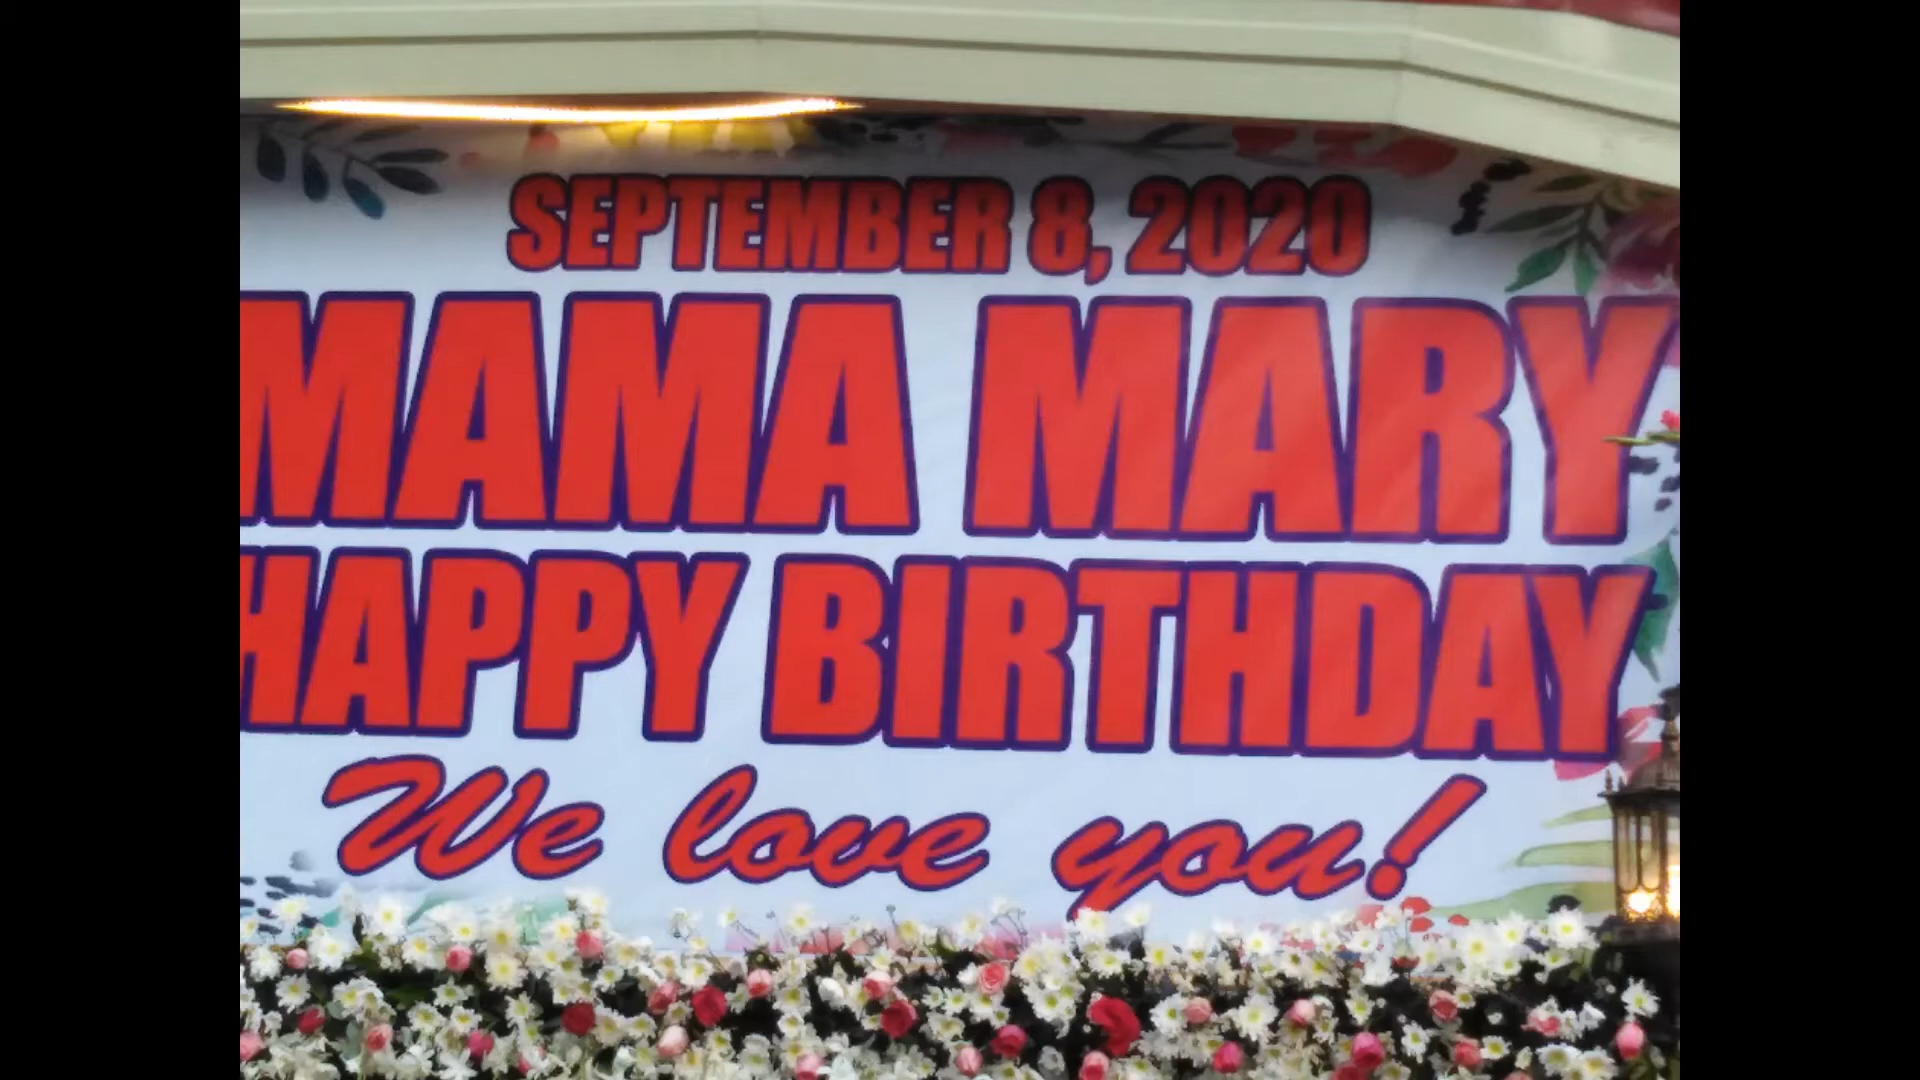 SEPTEMBER 8, 2020
MAMA MARY
HAPPY BIRTHDAY
We love you!